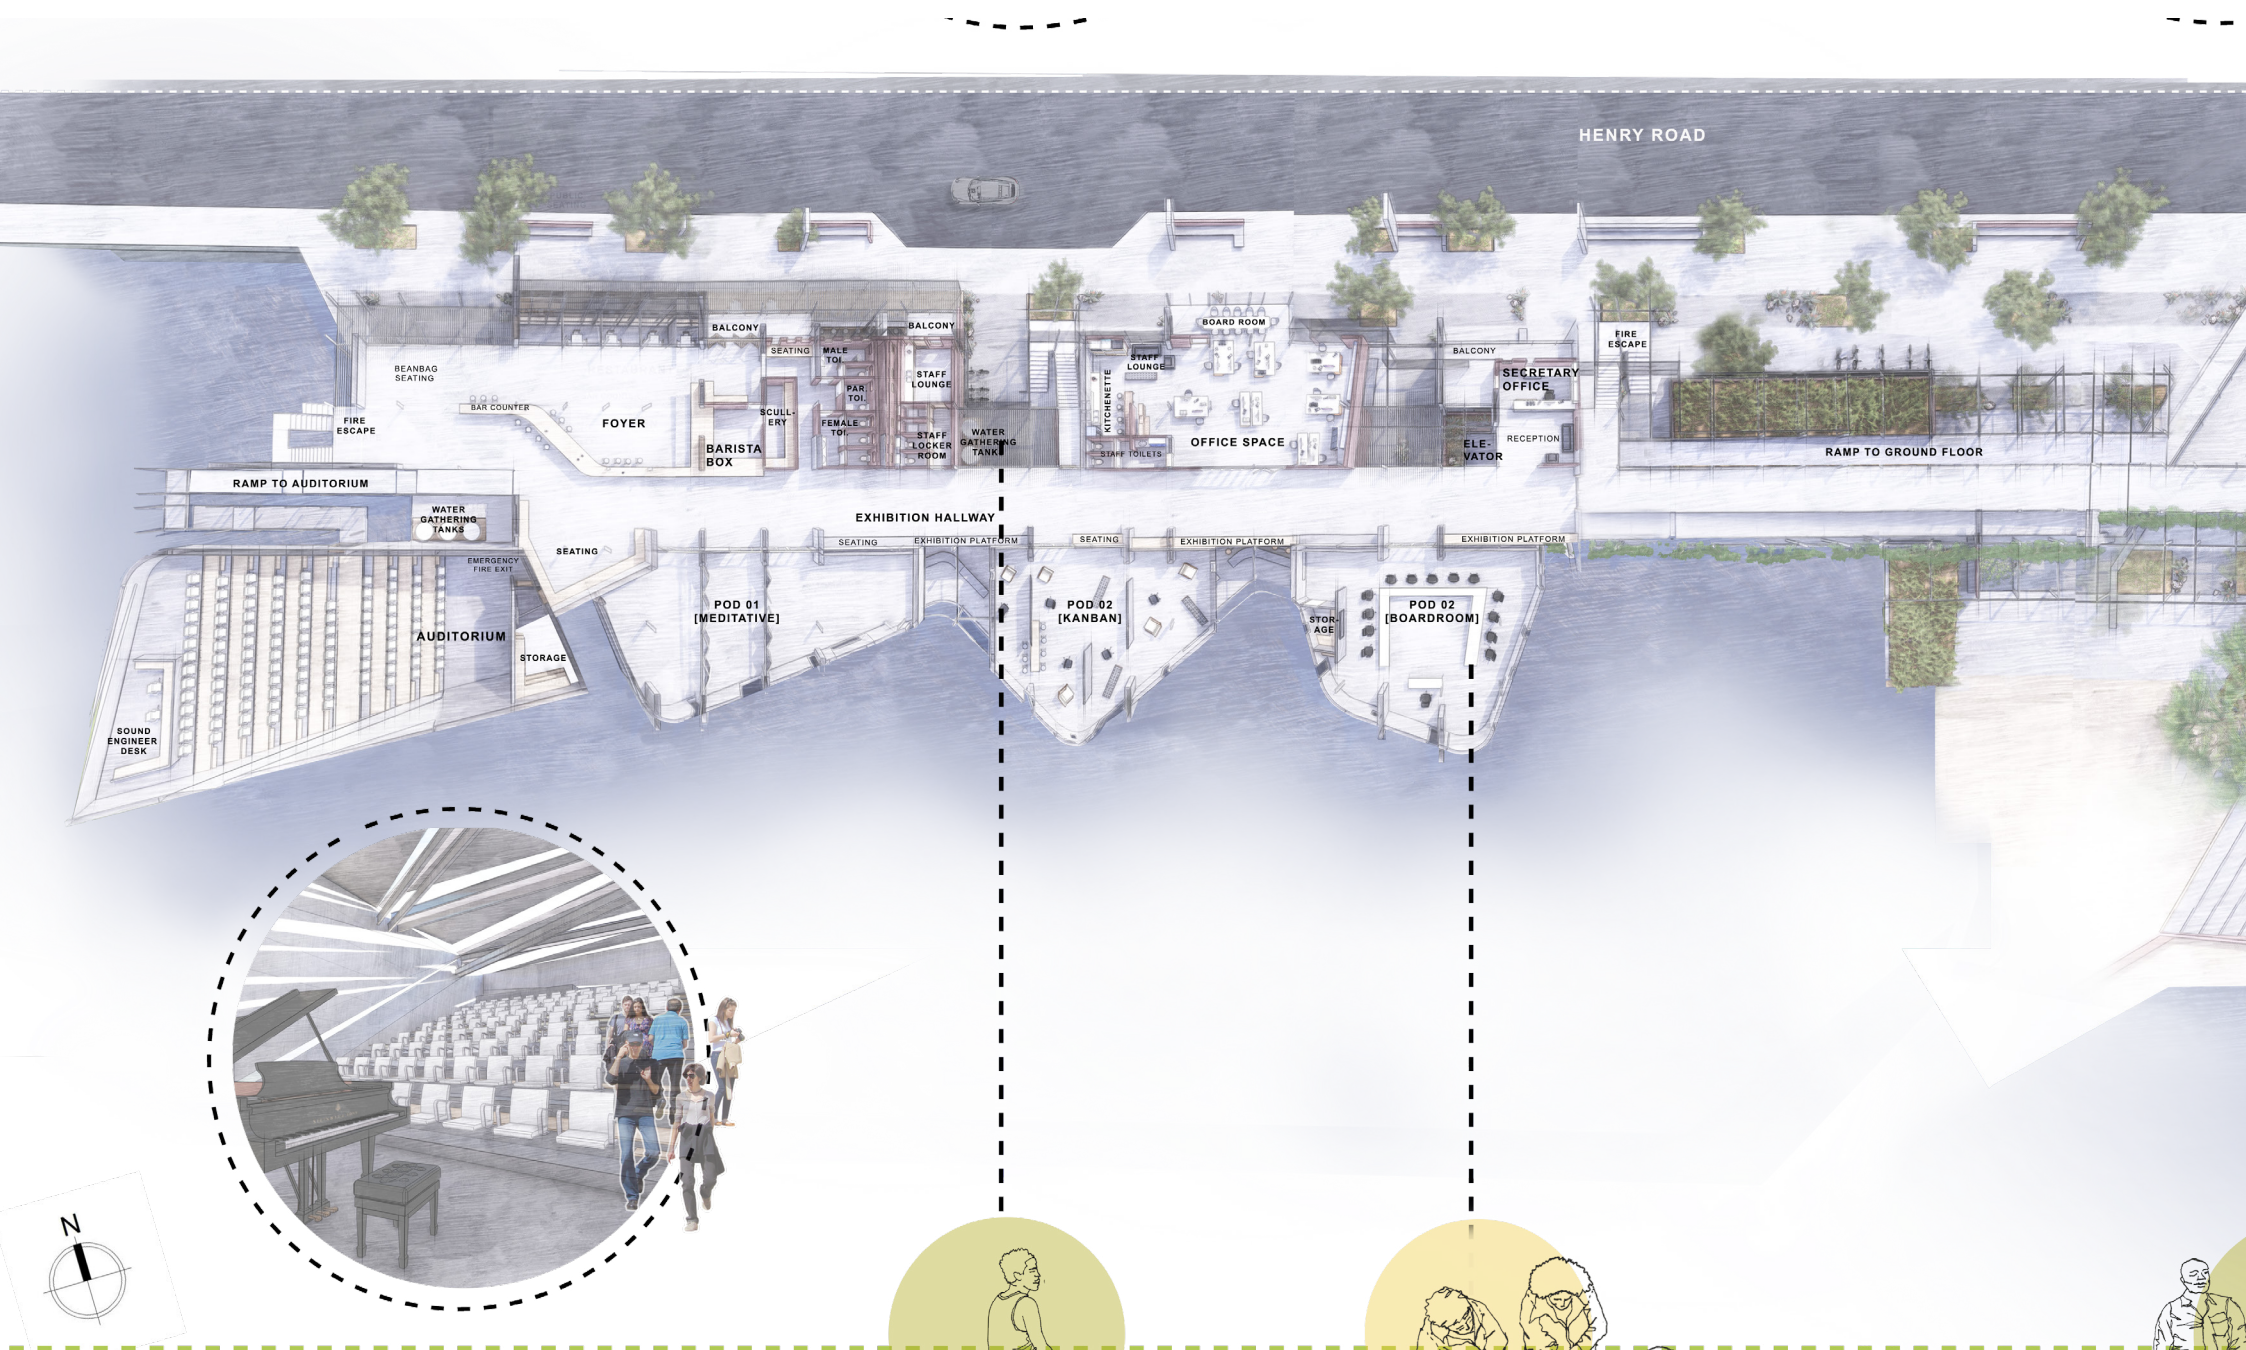 HENRY ROAD
BALCONY
SEATING
MALE
TOI.
BALCONY
BOARD ROOM
FIRE
ESCAPE
BEANBAG
SEATING
PAR.
TOI.
STAFF
LOUNGE
STAFF
LOUNGE
KITCHENETTE
BALCONY
SECRETARY
OFFICE
BAR COUNTER
FIRE
ESCAPE
FOYER
SCULL-
ERY
FEMALE
TOI.
BARISTA
BOX
STAFF
LOCKER
ROOM
WATER
GATHERING
TANK
STAFF TOILETS
OFFICE SPACE
ELE-
VATOR
RECEPTION
RAMP TO GROUND FLOOR
RAMP TO AUDITORIUM
WATER
GATHERING
TANKS
EXHIBITION HALLWAY
SEATING
SEATING
EXHIBITION PLATFORM
SEATING
EXHIBITION PLATFORM
EXHIBITION PLATFORM
EMERGENCY
FIRE EXIT
POD 01
[MEDITATIVE]
POD 02
[KANBAN]
STOR-
AGE
POD 02
[BOARDROOM]
AUDITORIUM
STORAGE
SOUND
ENGINEER
DESK
N